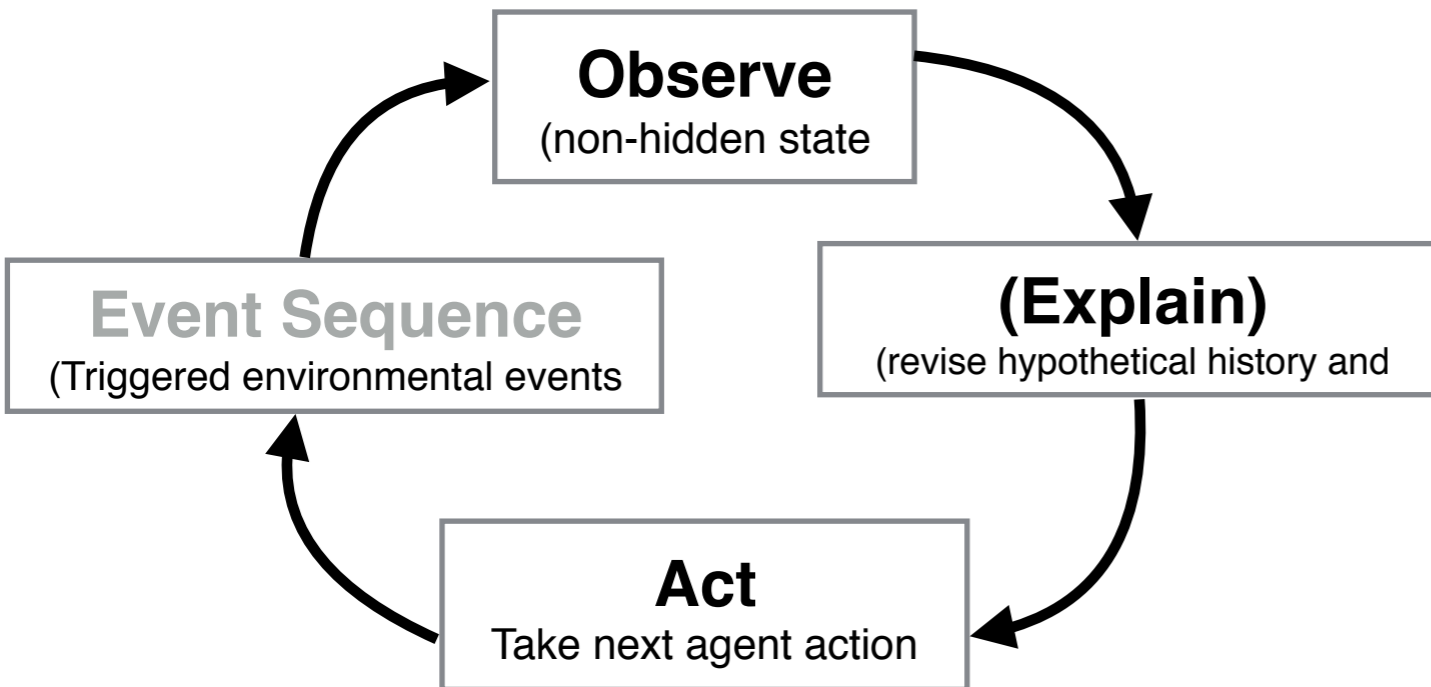 Observe
(non-hidden state
Event Sequence
(Triggered environmental events
(Explain)
(revise hypothetical history and
Act
Take next agent action